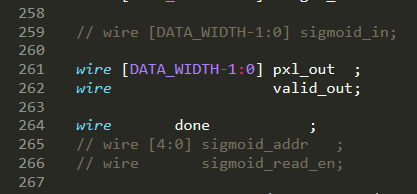 258
259 // wire [DATA_WIDTH-1:0] sigmoid_in;
260
261 wire [DATA_WIDTH-1:0] pxl_out ;
262 wire valid_out;
263
264 wire done ;
265 // wire [4:0] sigmoid_addr ;
266 // wire sigmoid_read_en;
267